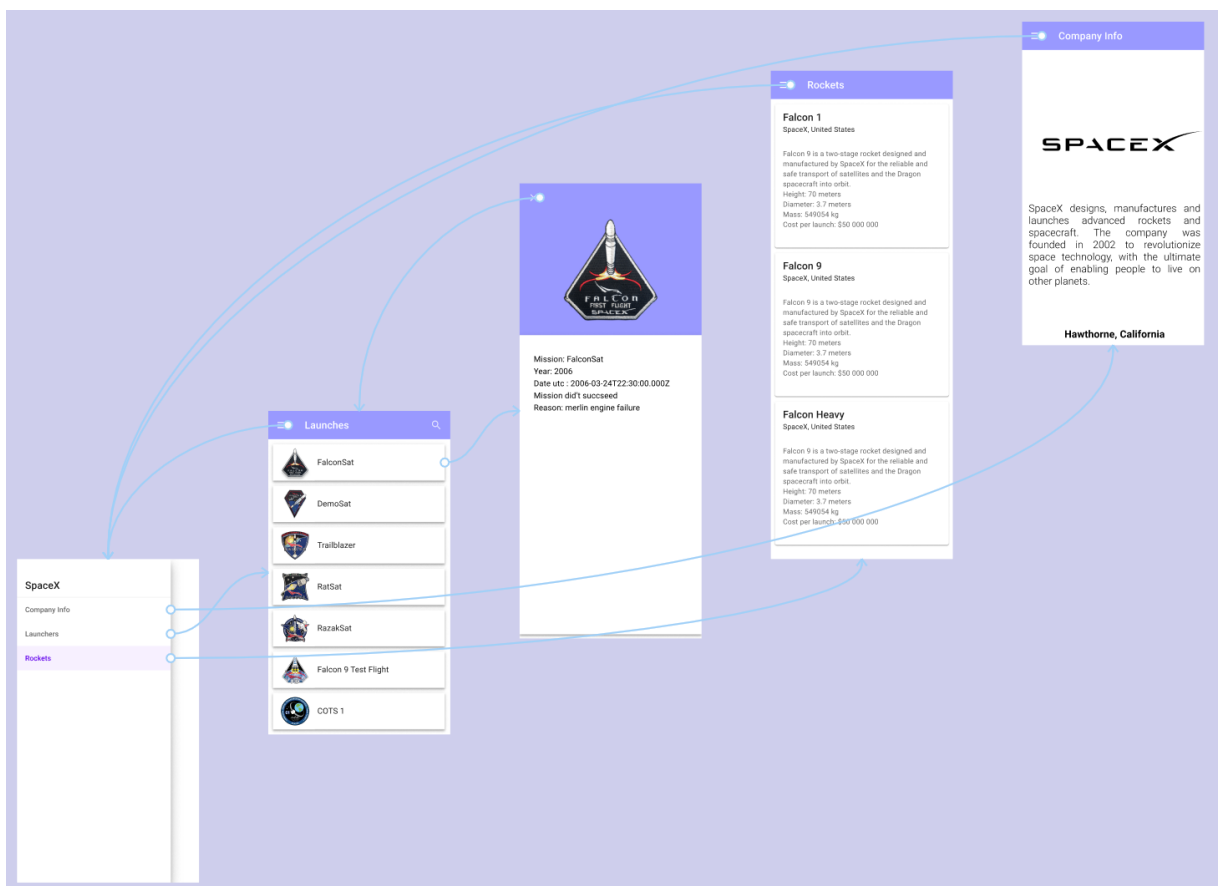 Company Info
SPACEX
SpaceX designs, manufactures and
launches advanced rockets and
spacecraft. The company was
founded in 2002 to revolutionize
space technology, with the ultimate
goal of enabling people to live on
other planets.
Hawthorne, California
Rockets
Falcon 1
SpaceX, United States
Falcon 9 is a two-stage rocket designed and
manufactured by SpaceX for the reliable and
safe transport of satellites and the Dragon
spacecraft into orbit.
Height: 70 meters
Diameter: 3.7 meters
Mass: 549054 kg
Cost per launch: $50 000 000
Falcon 9
SpaceX, United States
Falcon 9 is a two-stage rocket designed and
manufactured by SpaceX for the reliable and
safe transport of satellites and the Dragon
spacecraft into orbit.
Height: 70 meters
Diameter: 3.7 meters
Mass: 549054 kg
Cost per launch: $50 000 000
Falcon Heavy
SpaceX, United States
Falcon 9 is a two-stage rocket designed and
manufactured by SpaceX for the reliable and
safe transport of satellites and the Dragon
spacecraft into orbit.
Height: 70 meters
Diameter: 3.7 meters
Mass: 549054 kg
Cost per launch: $50 000 000
FALCON
FIRST FLIGHT
SPACEX
Mission: FalconSat
Year: 2006
Date utc : 2006-03-24T22:30:00.000Z
Mission did't succseed
Reason: merlin engine failure
Launches
FalconSat
DemoSat
Trailblazer
RatSat
RazakSat
Falcon 9 Test Flight
COTS 1
SpaceX
Company Info
Launchers
Rockets